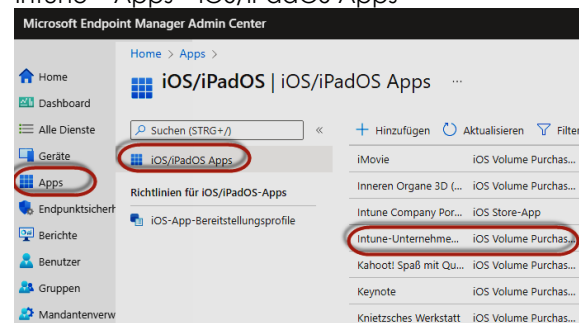 Intune – Apps - iOS/iPadOS Apps
Microsoft Endpoint Manager Admin Center
Home > Apps >
iOS/iPadOS | iOS/iPadOS Apps ...
Home
Dashboard
Alle Dienste
Geräte
Apps
Endpunktsicherh
Berichte
Benutzer
Gruppen
Mandantenverw
Suchen (STRG+/) «
iOS/iPadOS Apps
Richtlinien für iOS/iPadOS-Apps
iOS-App-Bereitstellungsprofile
+ Hinzufügen Aktualisieren Filter
iMovie iOS Volume Purchas...
Inneren Organe 3D (... iOS Volume Purchas...
Intune Company Por... iOS Store-App
Intune-Unternehme... iOS Volume Purchas...
Kahoot! Spaß mit Qu... iOS Volume Purchas...
Keynote iOS Volume Purchas...
Knietzsches Werkstatt iOS Volume Purchas...